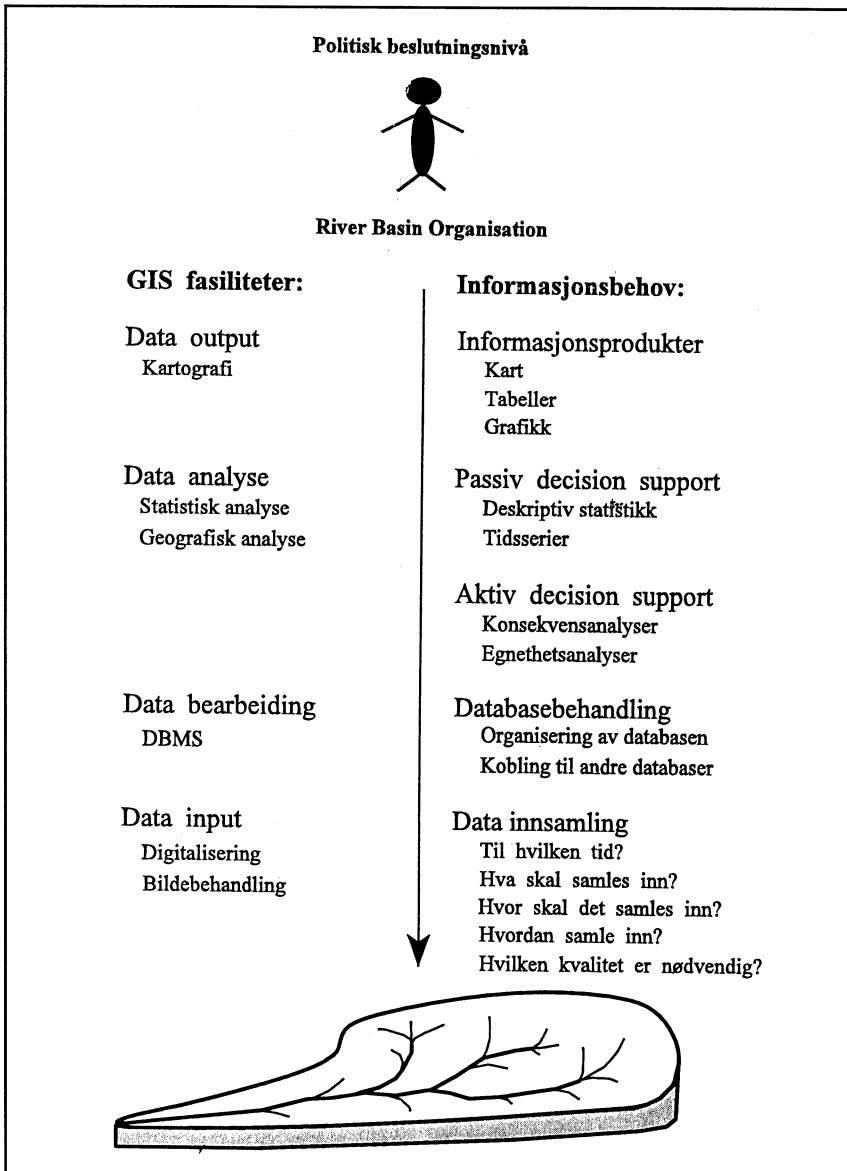 Politisk beslutningsnivå
River Basin Organisation
GIS fasiliteter:
Data output
Kartografi
Data analyse
Statistisk analyse
Geografisk analyse
Data bearbeiding
DBMS
Data input
Digitalisering
Bildebehandling
Informasjonsbehov:
Informasjonsprodukter
Kart
Tabeller
Grafikk
Passiv decision support
Deskriptiv statistikk
Tidsserier
Aktiv decision support
Konsekvensanalyser
Egnethetsanalyser
Databasebehandling
Organisering av databasen
Kobling til andre databaser
Data innsamling
Til hvilken tid?
Hva skal samles inn?
Hvor skal det samles inn?
Hvordan samle inn?
Hvilken kvalitet er nødvendig?